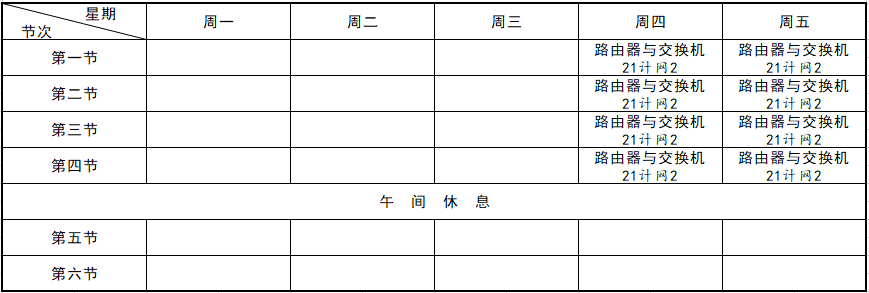 星期
节次
周一
周二
周三
周四
周五
第一节
路由器与交换机
21计网2
路由器与交换机
21计网2
第二节
路由器与交换机
21计网2
路由器与交换机
21计网2
第三节
路由器与交换机
21计网2
路由器与交换机
21计网2
第四节
路由器与交换机
21计网2
路由器与交换机
21计网2
午 间 休 息
第五节
第六节